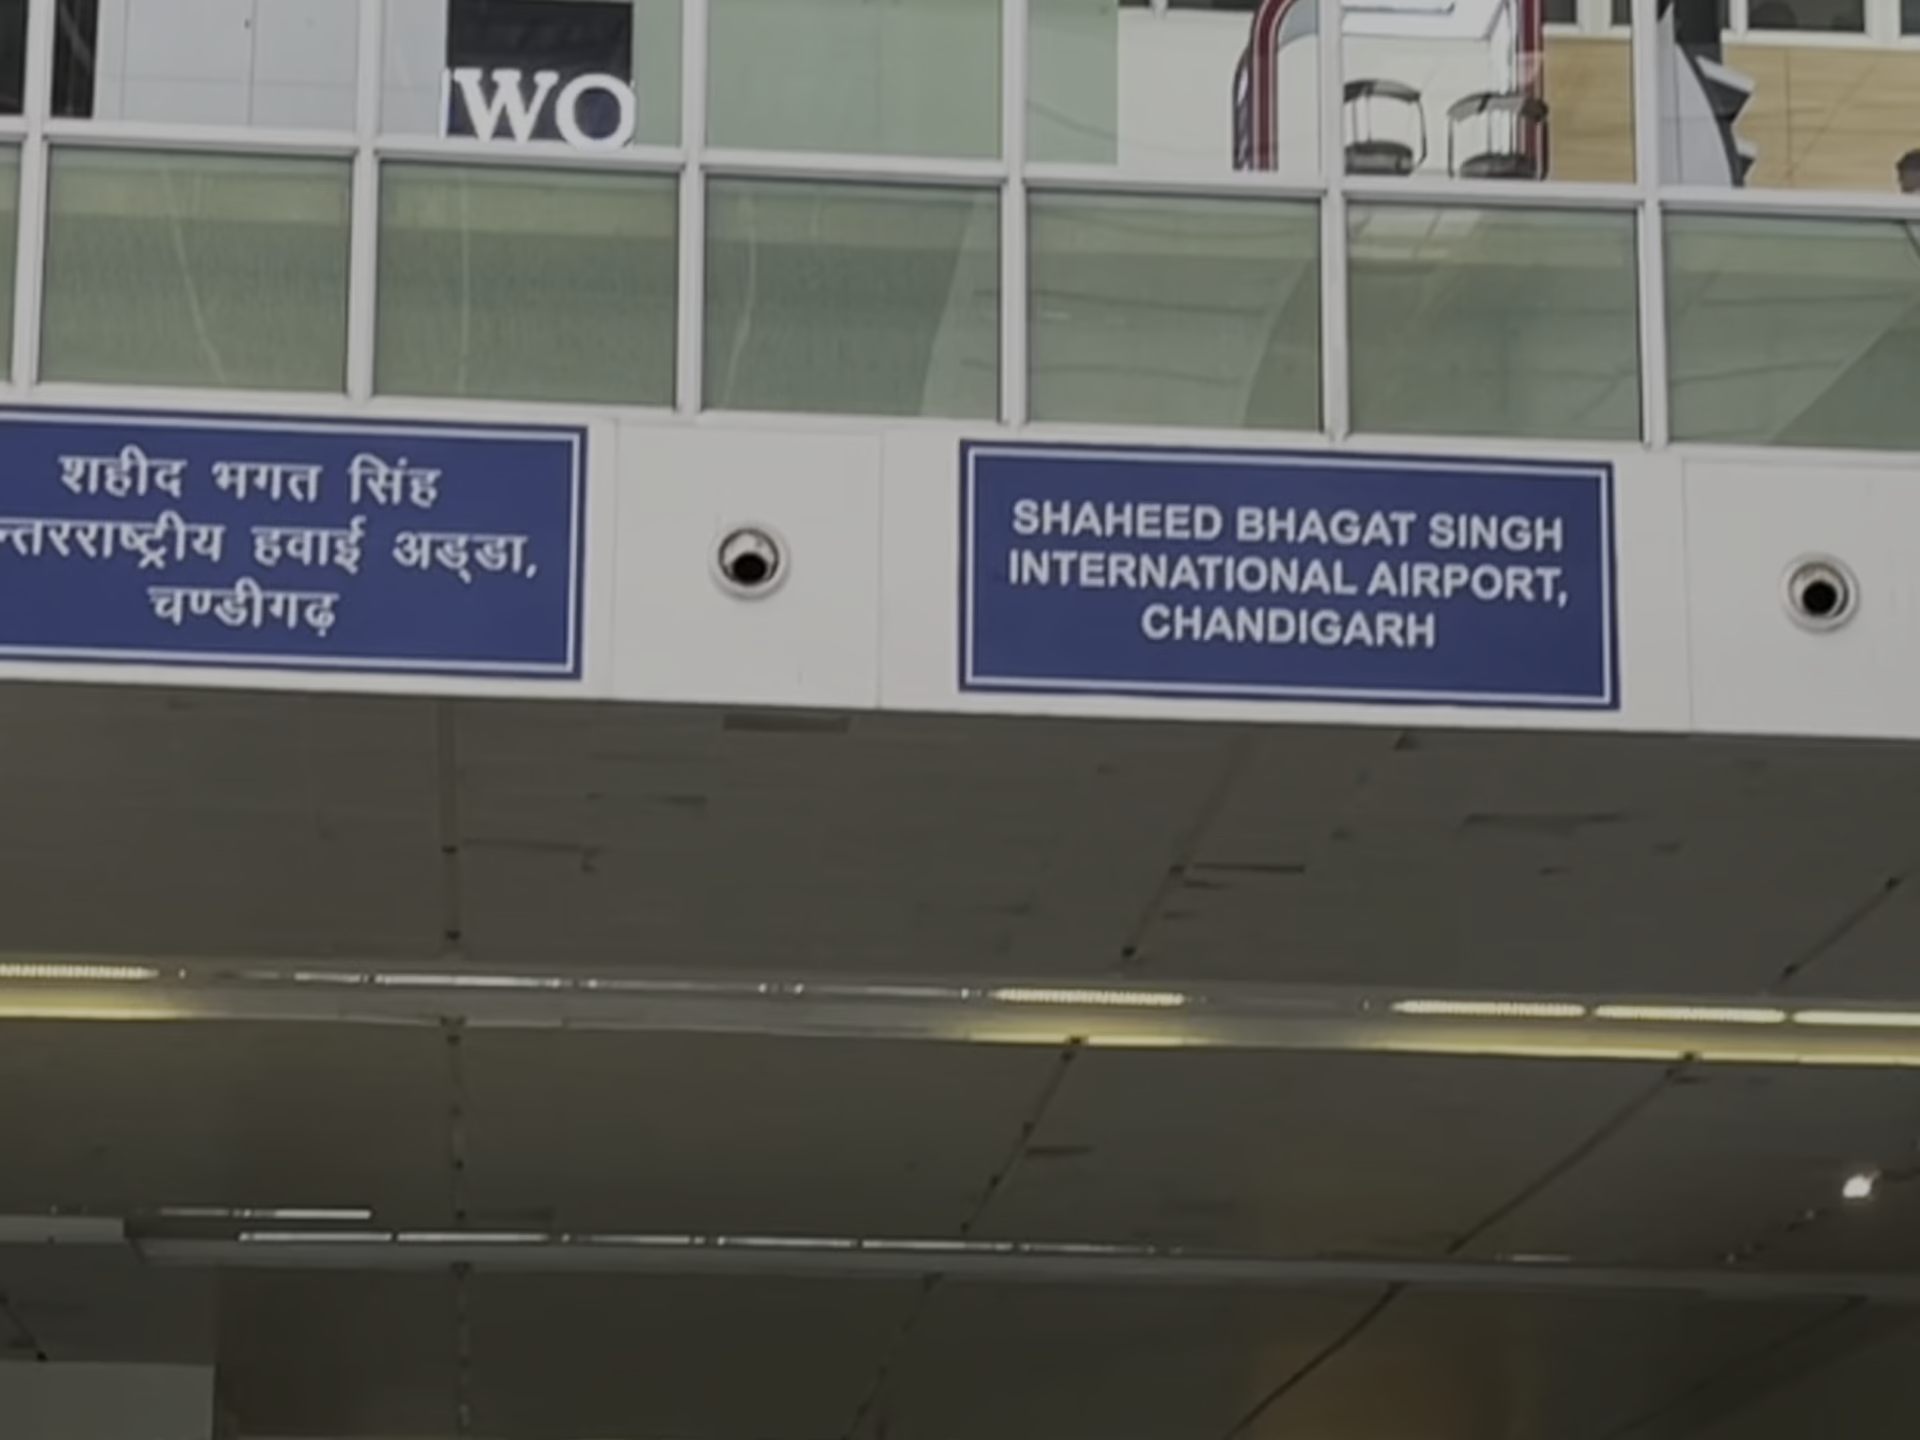 WO
शहीद भगत सिंह
न्तरराष्ट्रीय हवाई अड्डा,
चण्डीगढ़
SHAHEED BHAGAT SINGH
INTERNATIONAL AIRPORT,
CHANDIGARH